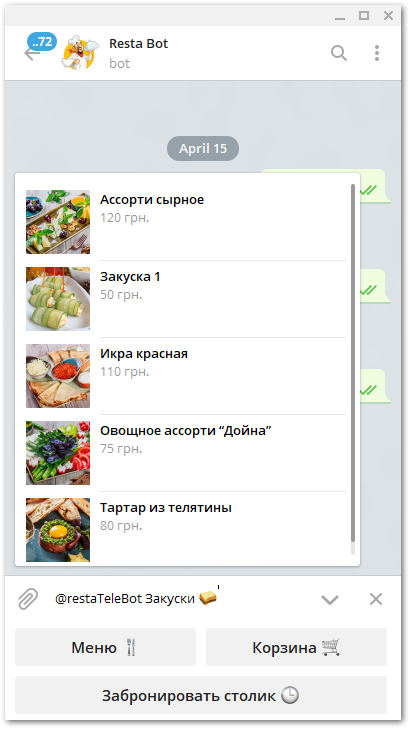 ..72
Resta Bot
bot
April 15
Ассорти сырное
120 грн.
Закуска 1
50 грн.
Икра красная
110 грн.
Овощное ассорти “Дойна”
75 грн.
Тартар из телятины
80 грн.
@restaTeleBot Закуски
Меню
Корзина
Забронировать столик